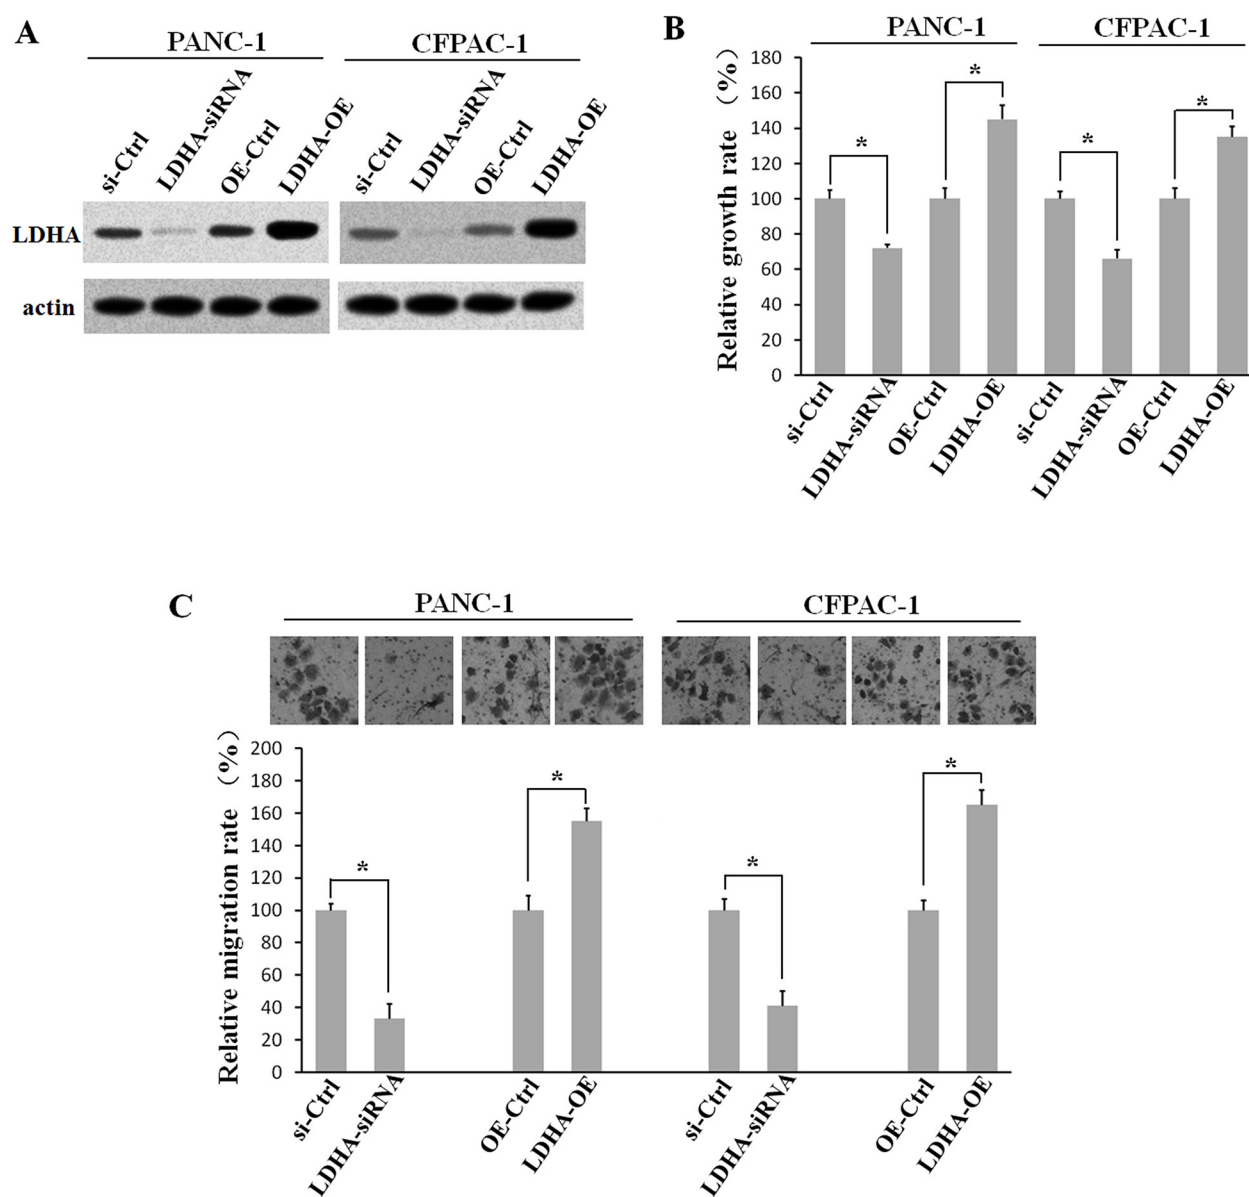 A
PANC-1
CFPAC-1
si-Ctrl
LDHA-siRNA
OE-Ctrl
LDHA-OE
si-Ctrl
LDHA-siRNA
OE-Ctrl
LDHA-OE
LDHA
actin
B
PANC-1
CFPAC-1
Relative growth rate（%）
180
160
140
120
100
80
60
40
20
0
*
*
*
*
si-Ctrl
LDHA-siRNA
OE-Ctrl
LDHA-OE
si-Ctrl
LDHA-siRNA
OE-Ctrl
LDHA-OE
C
PANC-1
CFPAC-1
Relative migration rate（%）
200
180
160
140
120
100
80
60
40
20
0
*
*
*
*
si-Ctrl
LDHA-siRNA
OE-Ctrl
LDHA-OE
si-Ctrl
LDHA-siRNA
OE-Ctrl
LDHA-OE